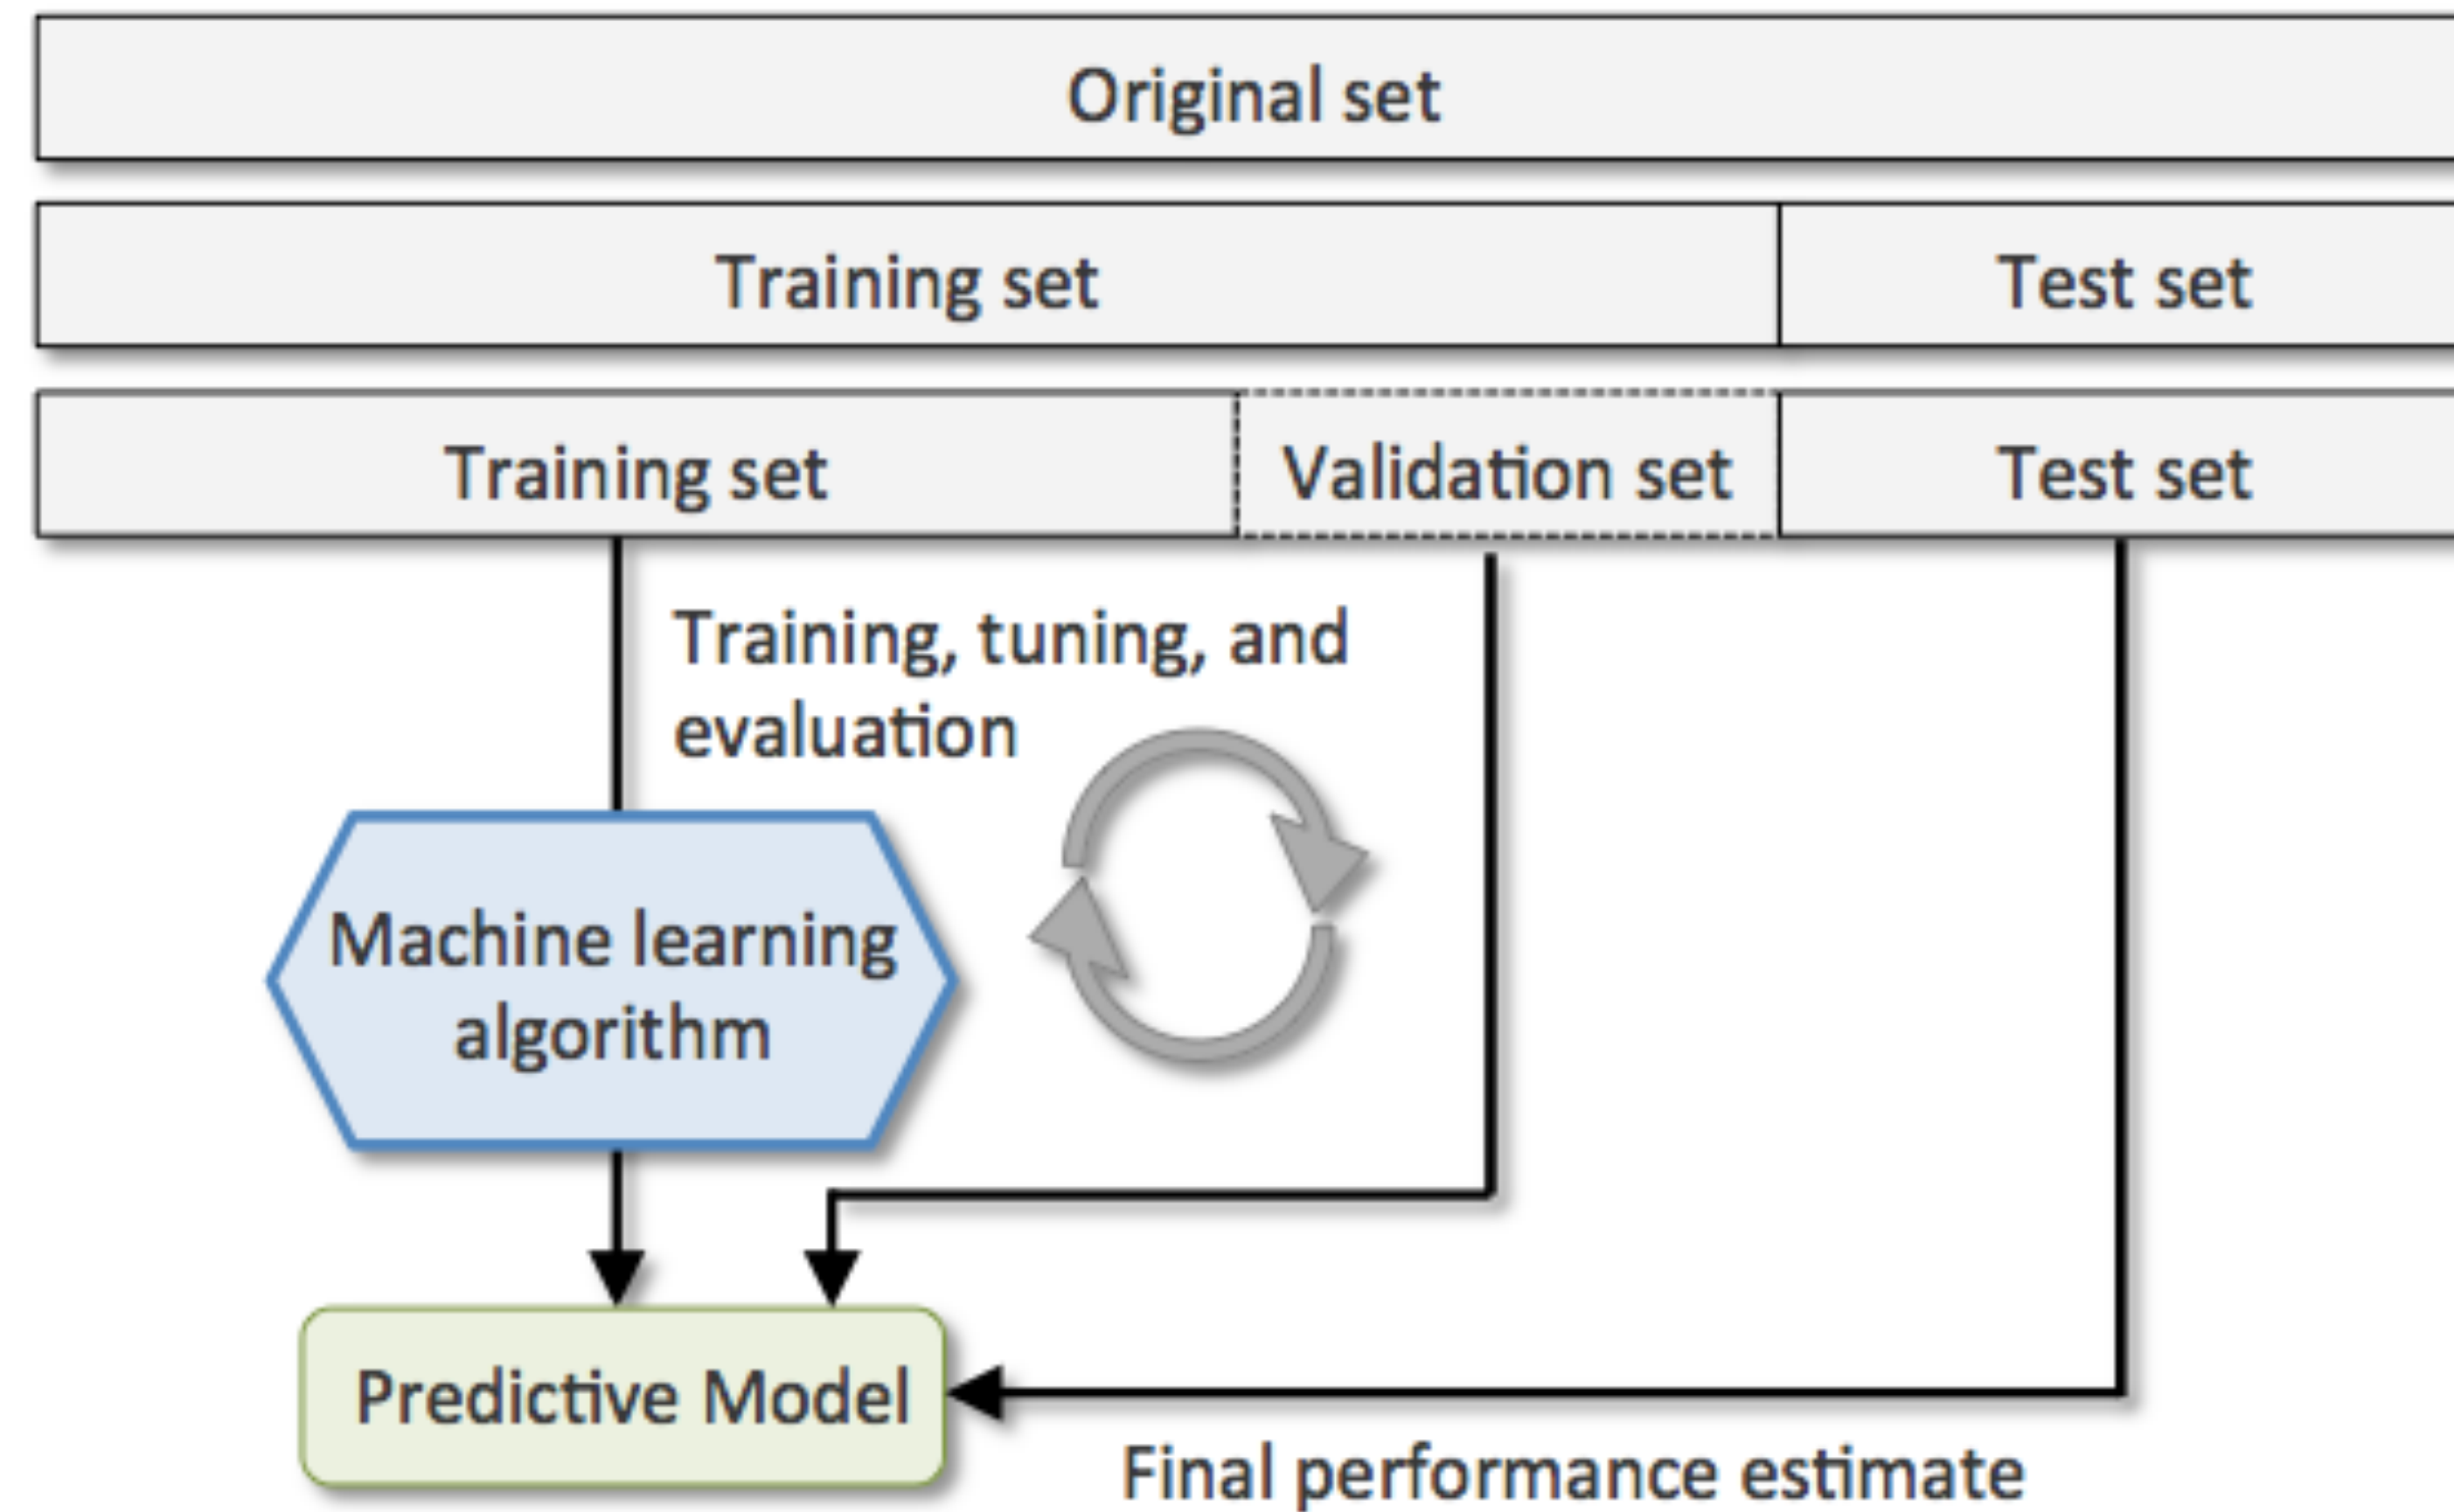 Original set
Training set
Test set
Training set
Validation set
Test set
Training, tuning, and
evaluation
Machine learning
algorithm
Predictive Model
Final performance estimate